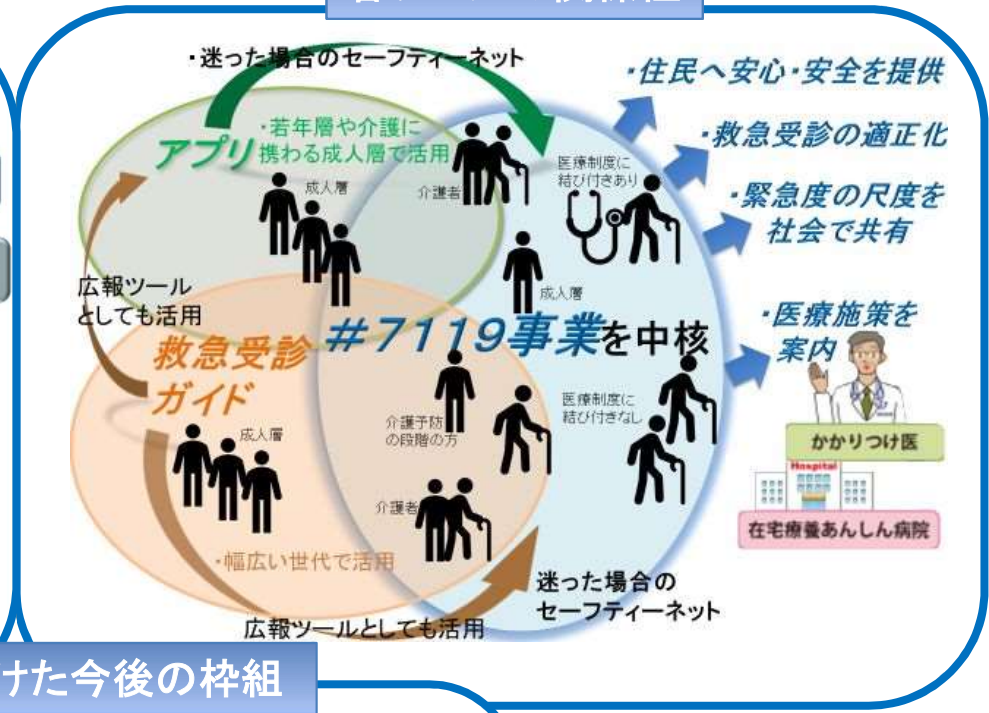 ・迷った場合のセーフティーネット
アプリ
・若年層や介護に
携わる成人層で活用
成人層
介護者
医療制度に
結び付きあり
成人層
広報ツール
としても活用
#7119事業を中核
救急受診
ガイド
成人層
介護予防
の段階の方
医療制度に
結び付きなし
介護者
・幅広い世代で活用
広報ツールとしても活用
迷った場合の
セーフティーネット
・住民へ安心・安全を提供
・救急受診の適正化
・緊急度の尺度を
社会で共有
・医療施策を
案内
かかりつけ医
Hospital
在宅療養あんしん病院
けた今後の枠組